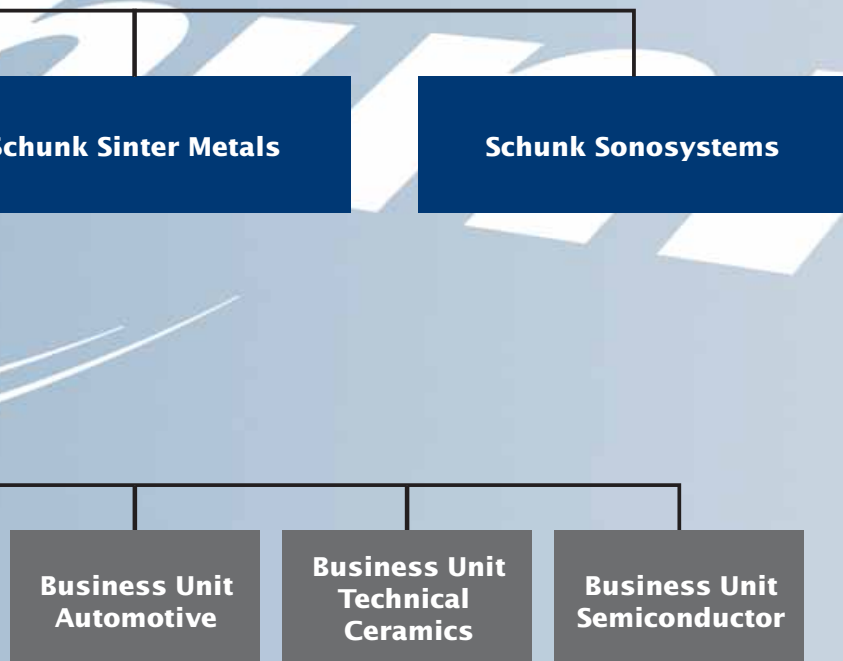 Schunk Sinter Metals
Schunk Sonosystems
Business Unit
Automotive
Business Unit
Technical
Ceramics
Business Unit
Semiconductor